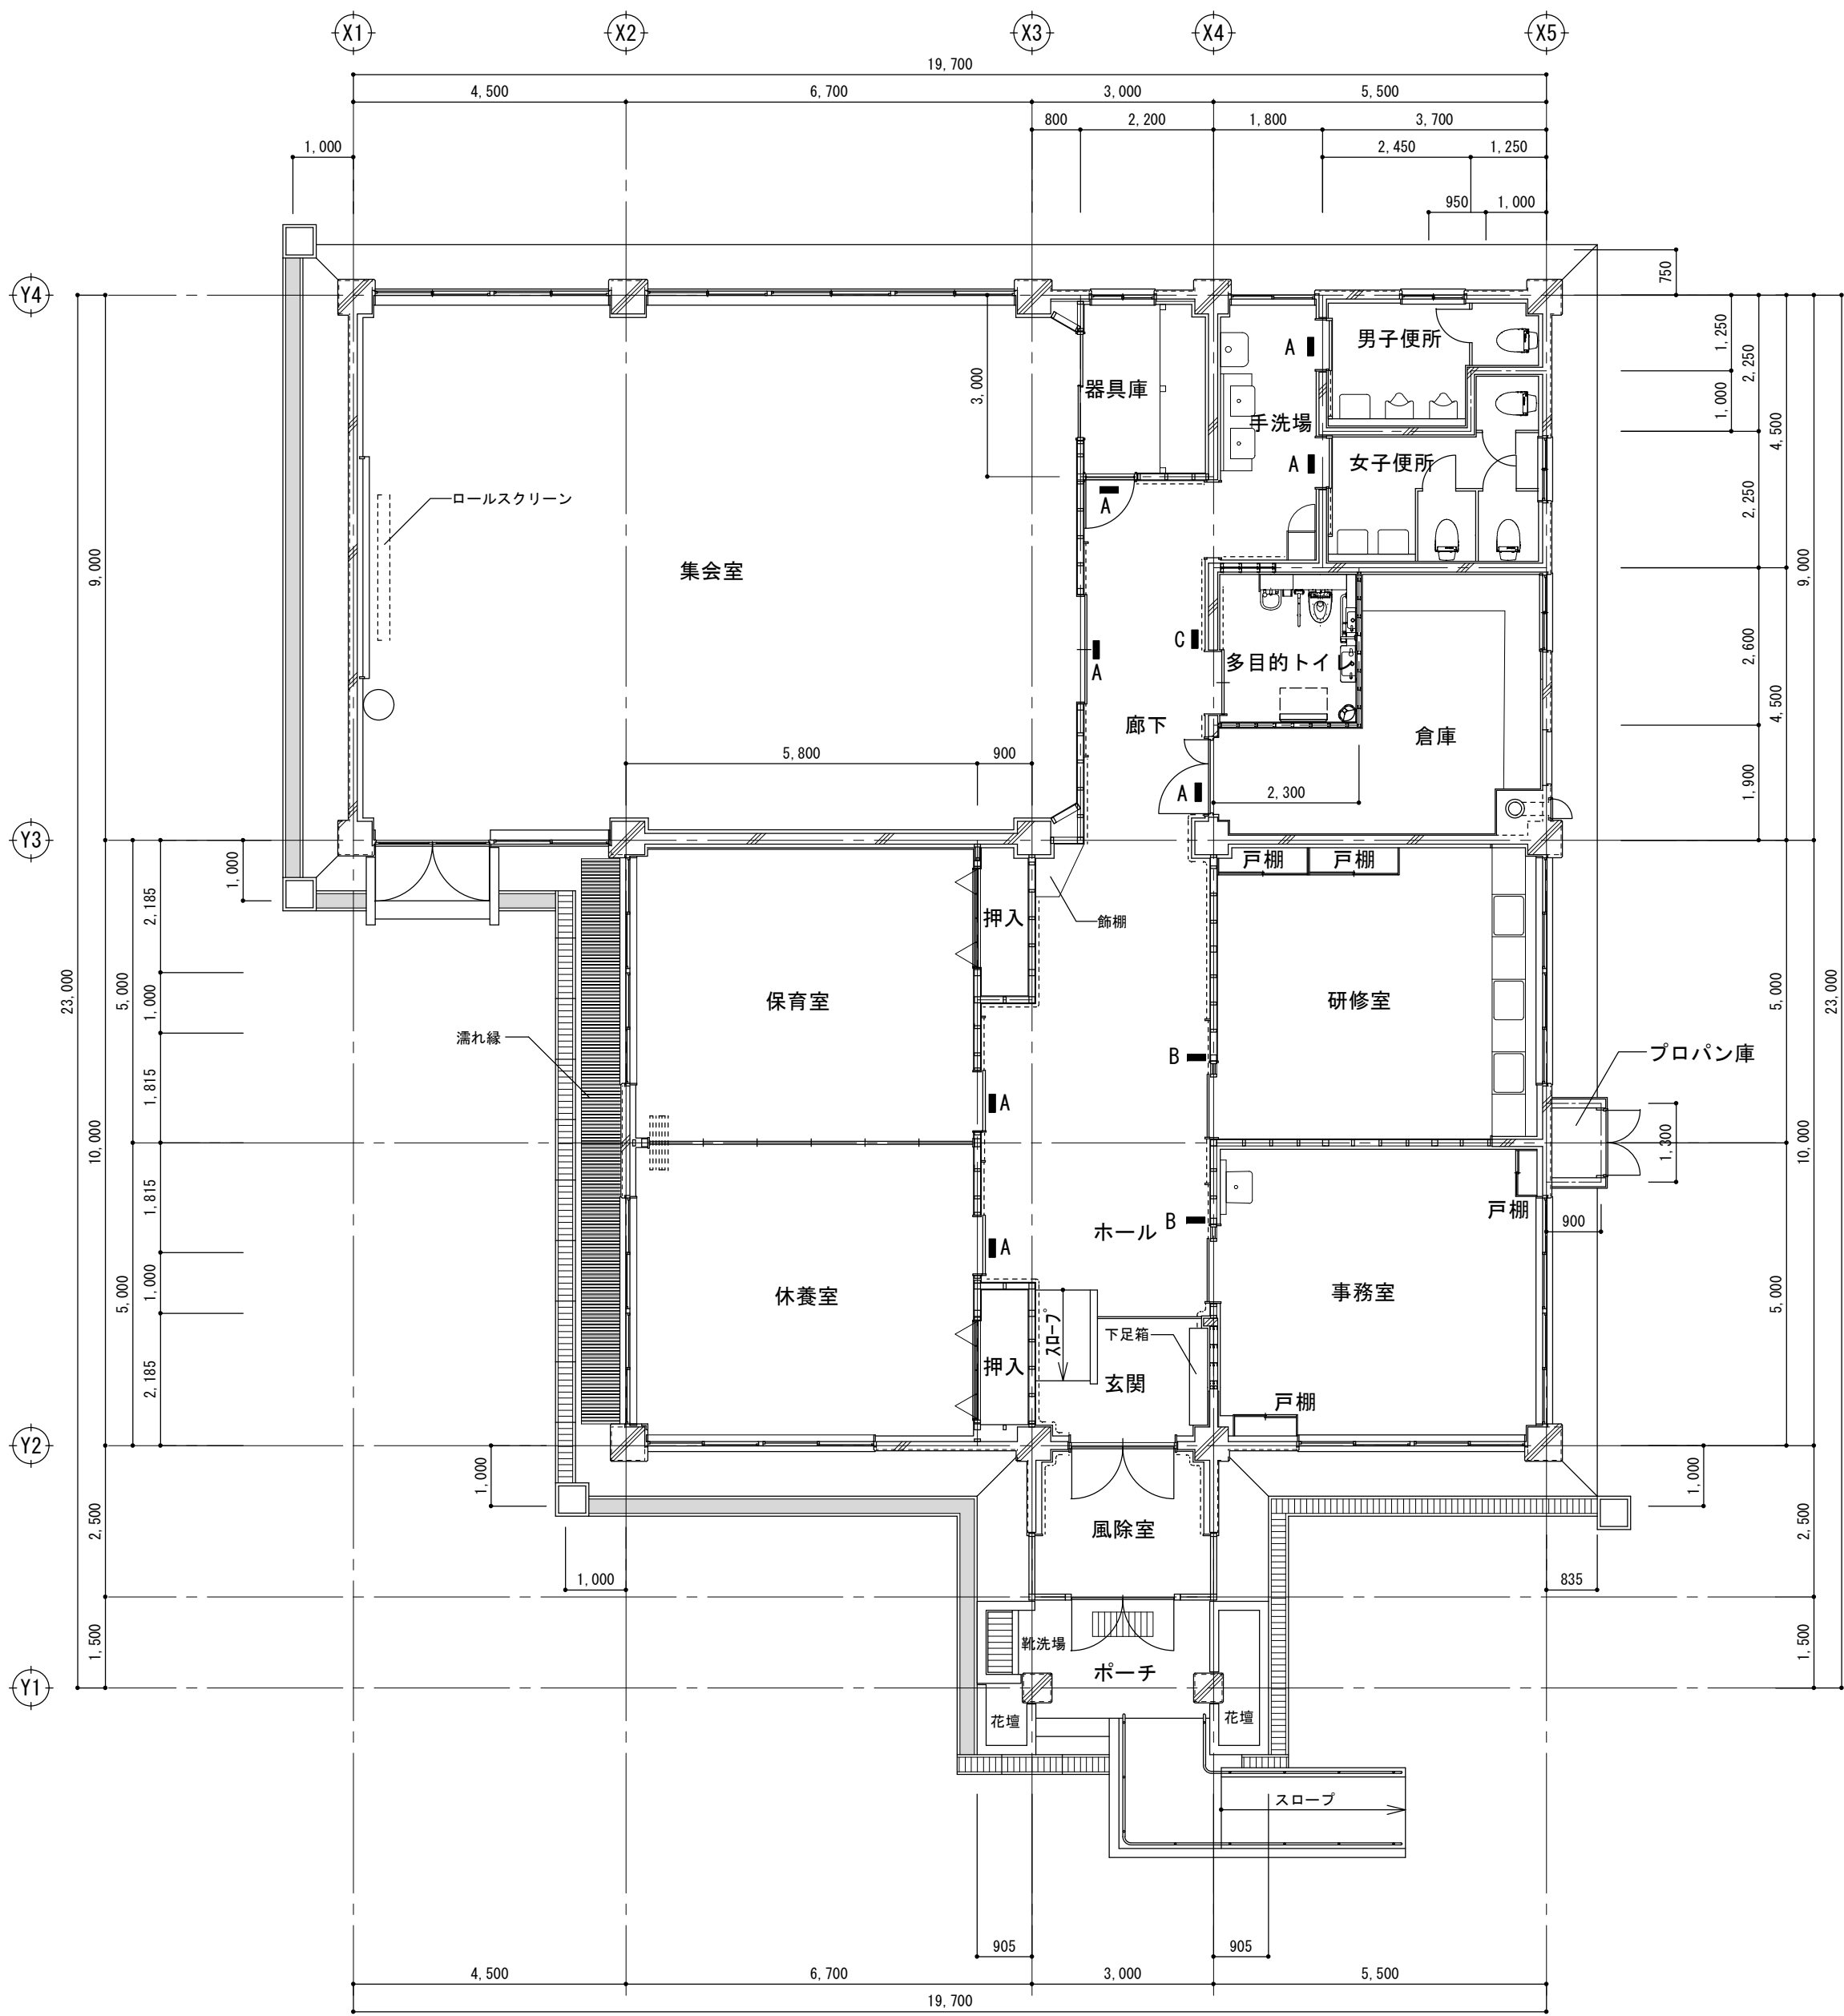 X1
X2
X3
X4
X5
19,700
4,500
6,700
3,000
5,500
800
2,200
1,800
3,700
1,000
2,450
1,250
950
1,000
750
Y4
男子便所
A
器具庫
3,000
手洗場
1,250
2,250
1,000
4,500
A
女子便所
ロールスクリーン
A
2,250
9,000
集会室
9,000
C
A
多目的トイレ
2,600
4,500
廊下
倉庫
5,800
900
A
2,300
1,900
Y3
1,000
戸棚
戸棚
2,185
押入
飾棚
23,000
5,000
1,000
保育室
研修室
5,000
23,000
濡れ縁
B
プロパン庫
1,815
A
10,000
1,300
10,000
1,815
戸棚
B
ホール
900
A
5,000
1,000
休養室
事務室
5,000
スロープ
下足箱
押入
玄関
2,185
戸棚
Y2
1,000
1,000
2,500
風除室
2,500
1,000
835
1,500
靴洗場
1,500
ポーチ
Y1
花壇
花壇
スロープ
905
905
4,500
6,700
3,000
5,500
19,700